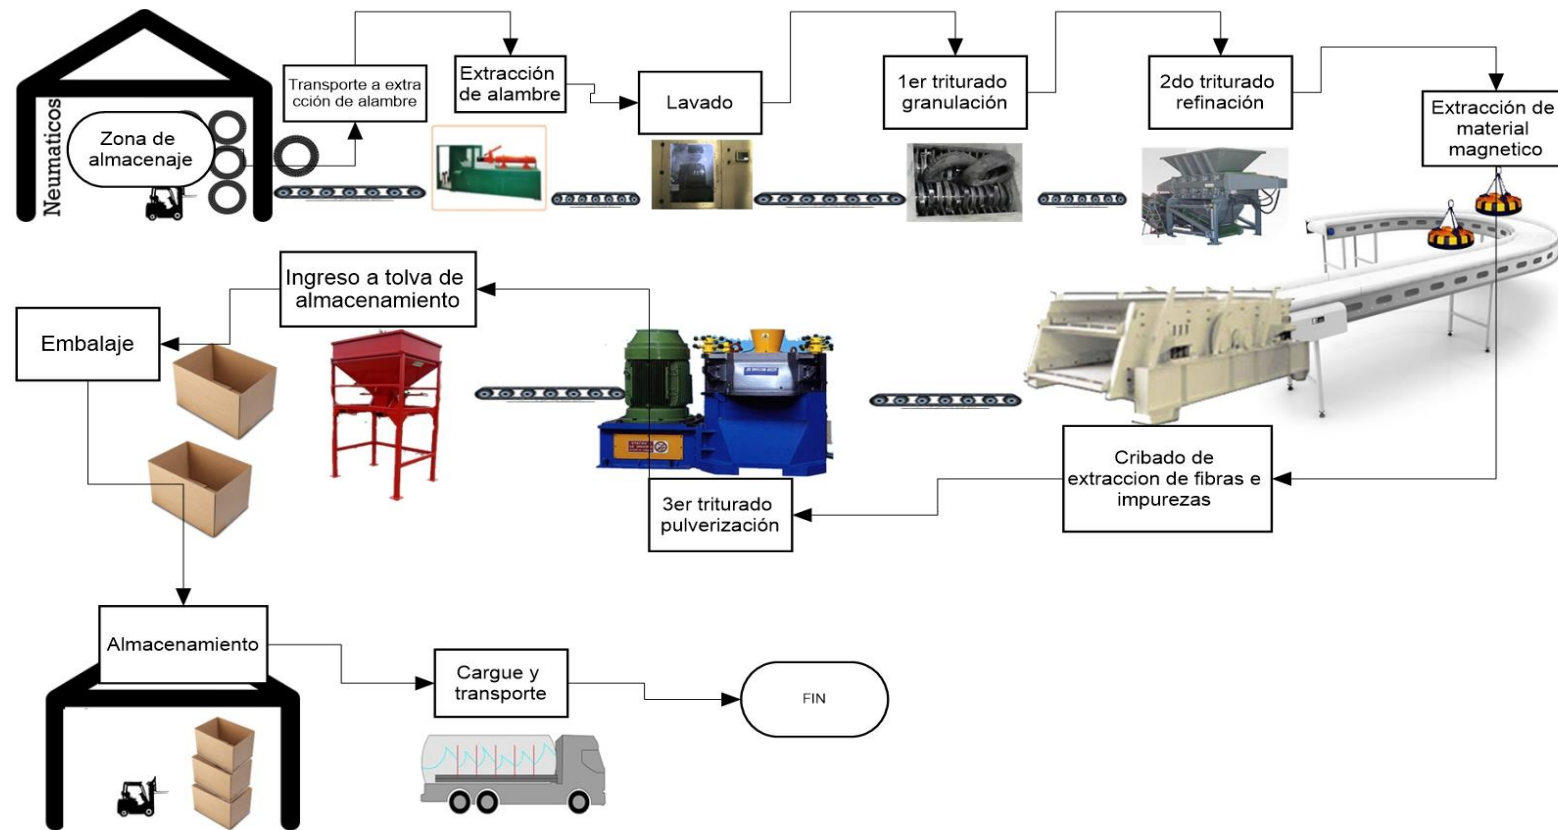 Neumaticos
Zona de
almacenaje
Transporte a extra
cción de alambre
Extracción
de alambre
Lavado
1er triturado
granulación
2do triturado
refinación
Extracción de
material
magnetico
Ingreso a tolva de
almacenamiento
Embalaje
3er triturado
pulverización
Cribado de
extraccion de fibras e
impurezas
Almacenamiento
Cargue y
transporte
FIN